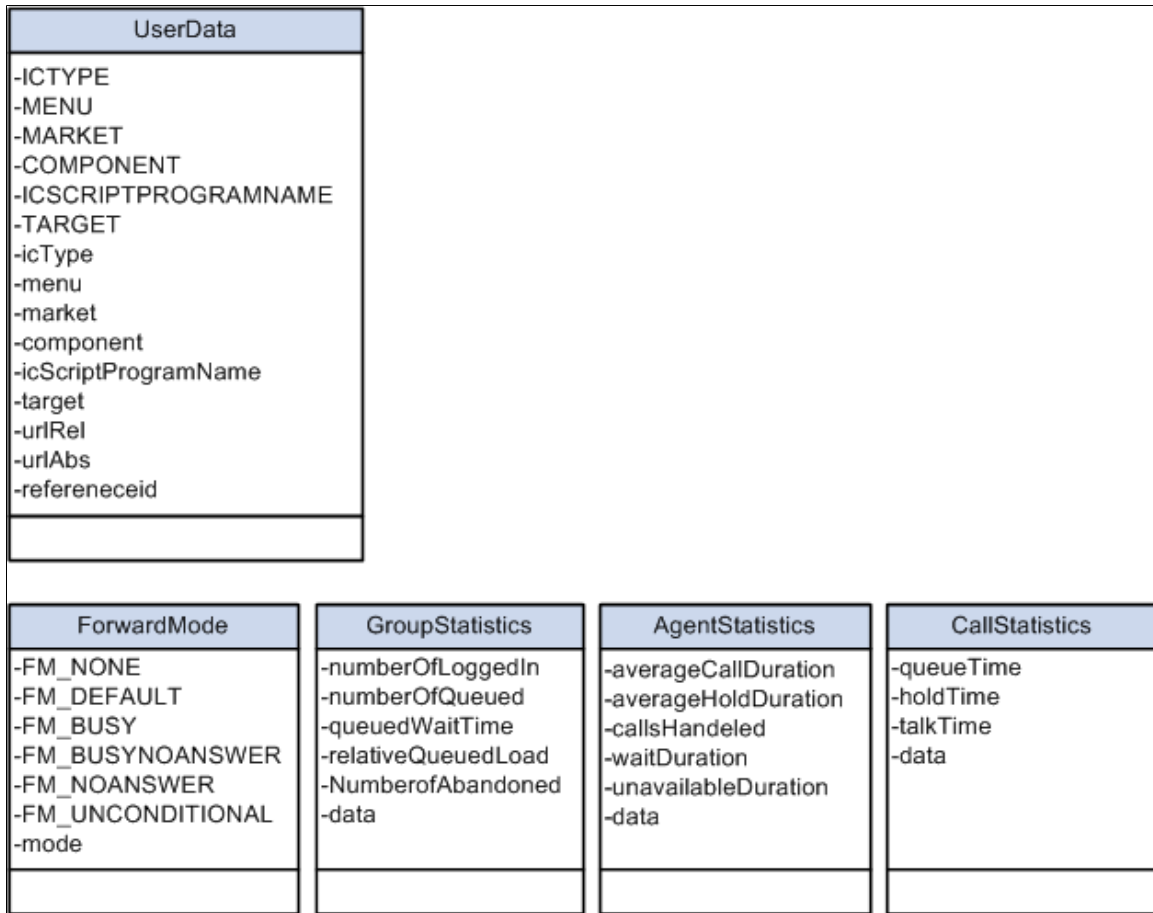 UserData
-ICTYPE
-MENU
-MARKET
-COMPONENT
-ICSCRIPTPROGRAMNAME
-TARGET
-icType
-menu
-market
-component
-icScriptProgramName
-target
-urlRel
-urlAbs
-refereneceid
ForwardMode
-FM_NONE
-FM_DEFAULT
-FM_BUSY
-FM_BUSYNOANSWER
-FM_NOANSWER
-FM_UNCONDITIONAL
-mode
GroupStatistics
-numberOfLoggedIn
-numberOfQueued
-queuedWaitTime
-relativeQueuedLoad
-NumberofAbandoned
-data
AgentStatistics
-averageCallDuration
-averageHoldDuration
-callsHandeled
-waitDuration
-unavailableDuration
-data
CallStatistics
-queueTime
-holdTime
-talkTime
-data